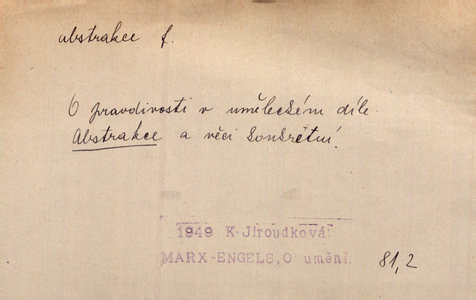 abstrakce f.
O pravdivosti v uměleckém díle.
Abstrakce a věci konkrétní.
1949 K. Jiroudková:
MARX-ENGELS, O umění.
81,2